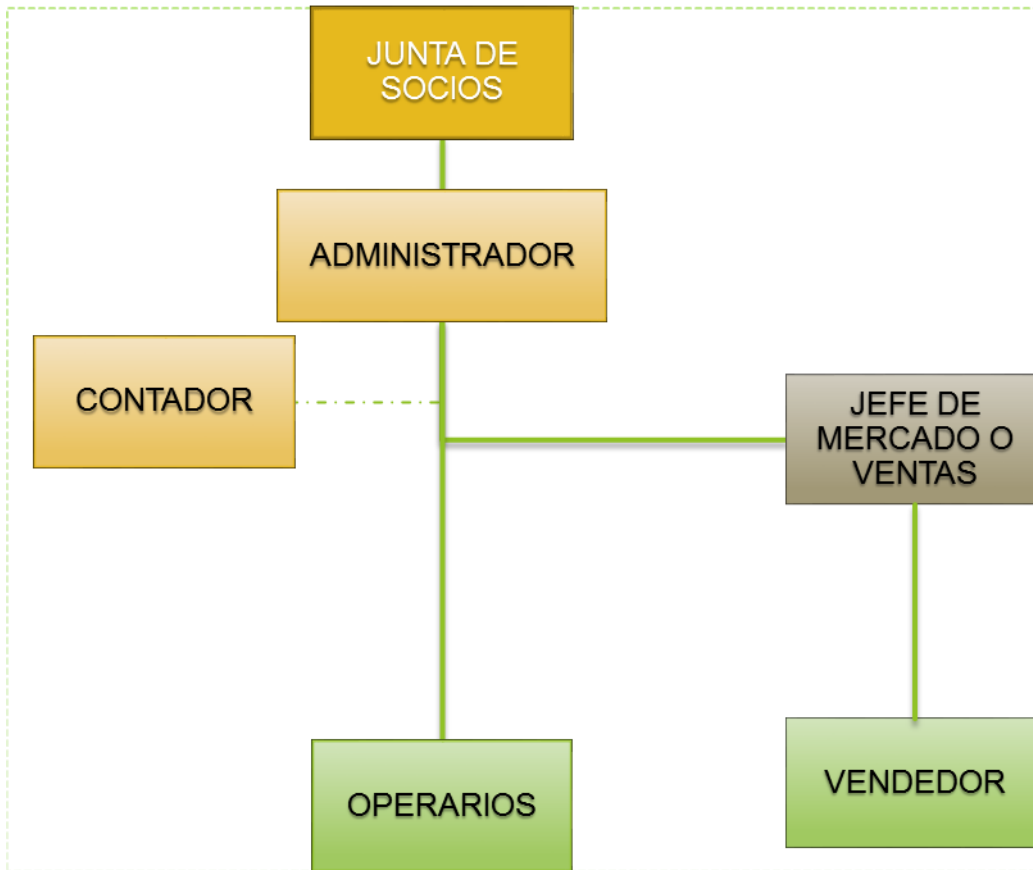 JUNTA DE
SOCIOS
ADMINISTRADOR
CONTADOR
JEFE DE
MERCADO O
VENTAS
OPERARIOS
VENDEDOR